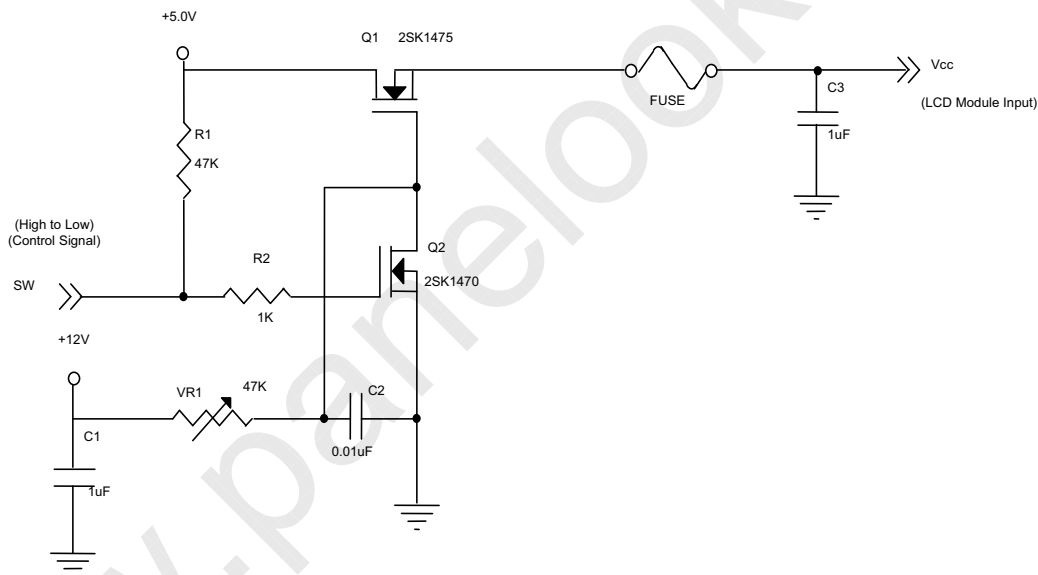 +5.0V
Q1 2SK1475
Vcc
(LCD Module Input)
C3
1uF
FUSE
R1
47K
(High to Low)
(Control Signal)
SW
R2
1K
Q2
2SK1470
+12V
VR1
47K
C2
0.01uF
C1
1uF
.panelook